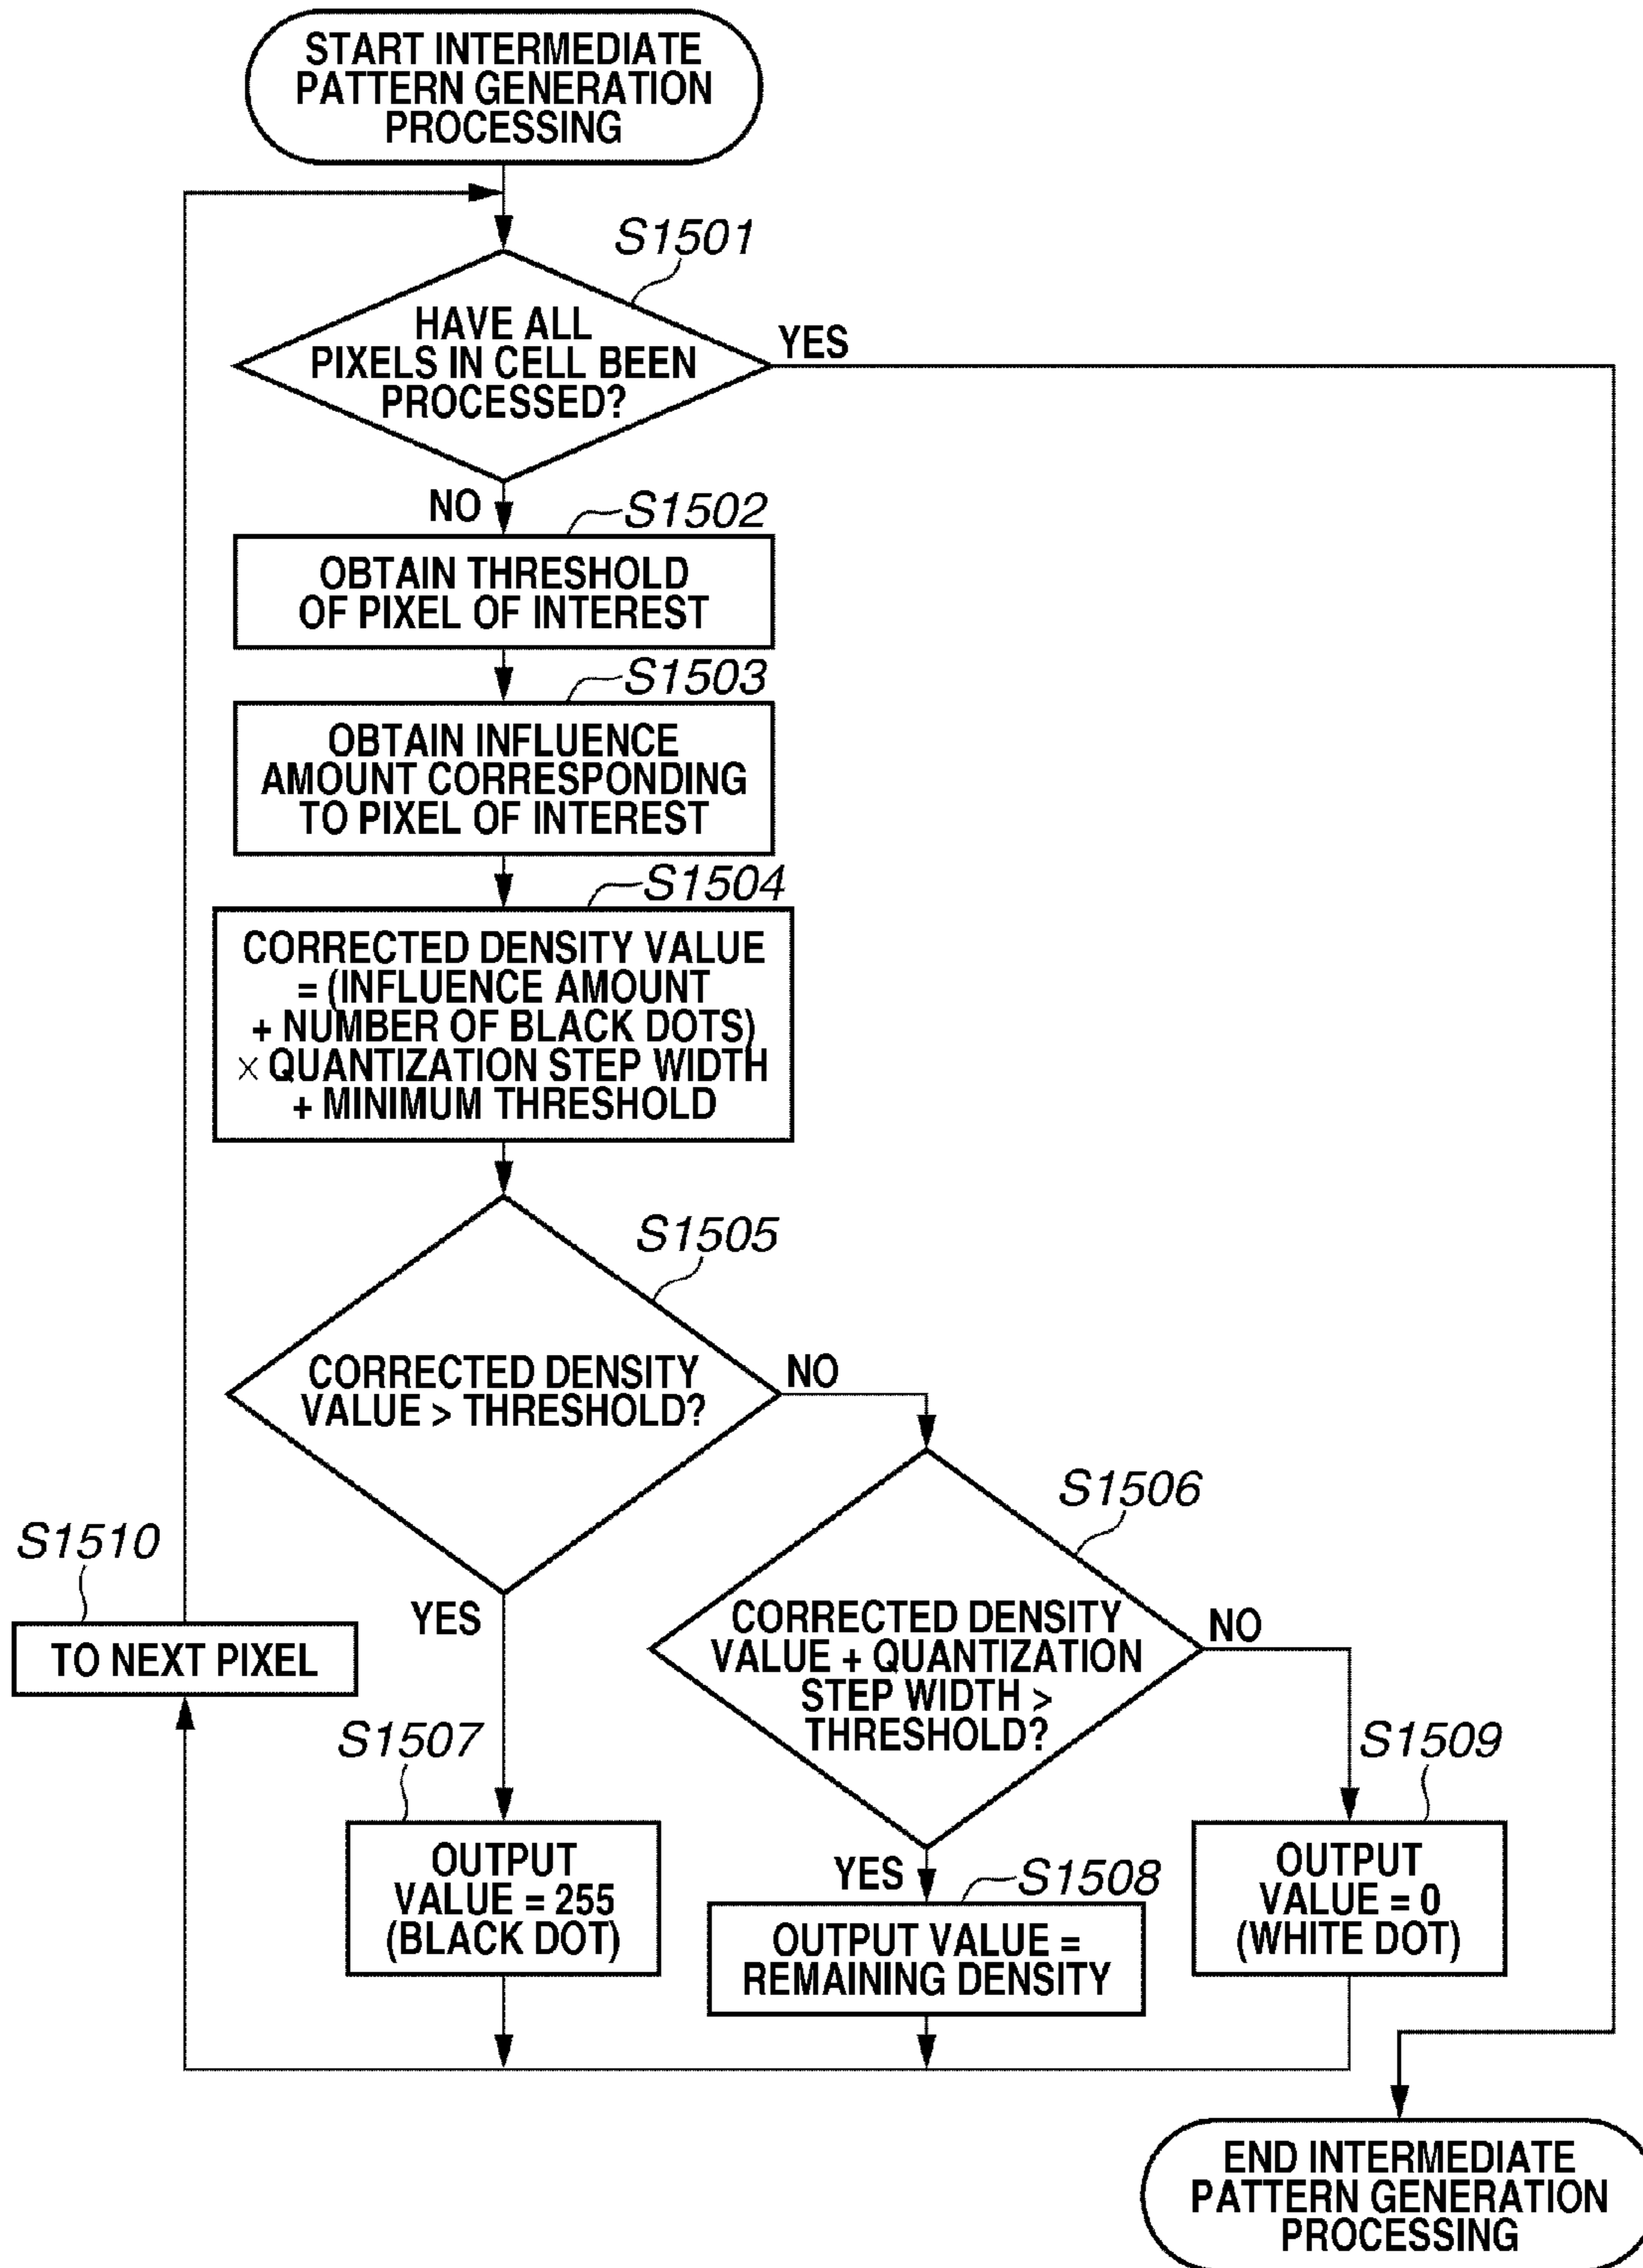 START INTERMEDIATE
PATTERN GENERATION
PROCESSING
S1501
HAVE ALL
PIXELS IN CELL BEEN
PROCESSED?
YES
NO
S1502
OBTAIN THRESHOLD
OF PIXEL OF INTEREST
S1503
OBTAIN INFLUENCE
AMOUNT CORRESPONDING
TO PIXEL OF INTEREST
S1504
CORRECTED DENSITY VALUE
= (INFLUENCE AMOUNT
+ NUMBER OF BLACK DOTS)
× QUANTIZATION STEP WIDTH
+ MINIMUM THRESHOLD
S1505
CORRECTED DENSITY
VALUE > THRESHOLD?
NO
YES
S1506
CORRECTED DENSITY
VALUE + QUANTIZATION
STEP WIDTH >
THRESHOLD?
NO
YES
S1510
TO NEXT PIXEL
S1507
OUTPUT
VALUE = 255
(BLACK DOT)
S1508
OUTPUT VALUE =
REMAINING DENSITY
S1509
OUTPUT
VALUE = 0
(WHITE DOT)
END INTERMEDIATE
PATTERN GENERATION
PROCESSING